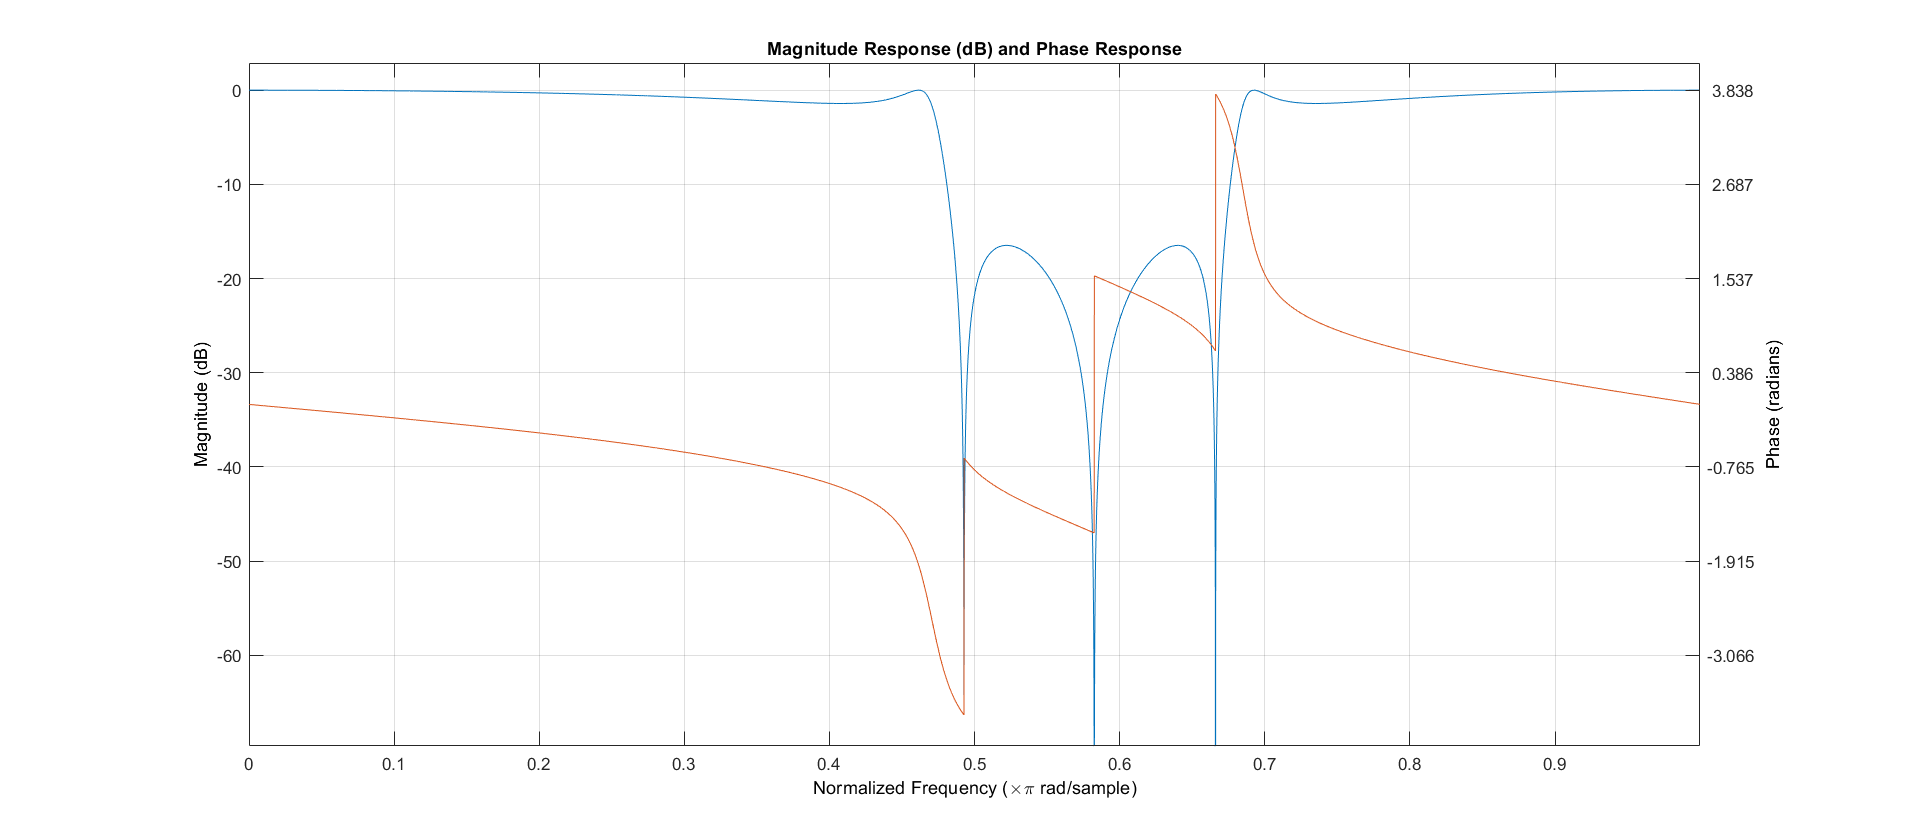 Magnitude Response (dB) and Phase Response
0
-10
-20
-30
-40
-50
-60
Magnitude (dB)
3.838
2.687
1.537
0.386
-0.765
-1.915
-3.066
Phase (radians)
0 0.1 0.2 0.3 0.4 0.5 0.6 0.7 0.8 0.9
Normalized Frequency (×π rad/sample)